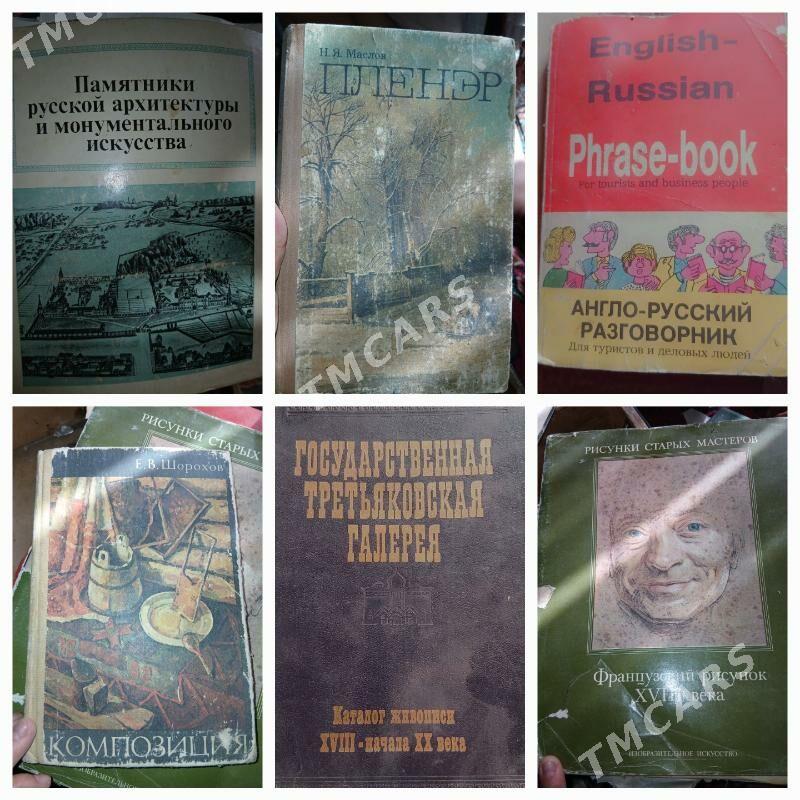 TMCARS
Памятники
русской архитектуры
и монументального
искусства
Н.Я. Маслов
ПЛЕНЭР
TMCARS
English-
Russian
Phrase-book
For tourists and business people
АНГЛО-РУССКИЙ
РАЗГОВОРНИК
Для туристов и деловых людей
РИСУНКИ СТАРЫХ
Е.В. Шорохов
КОМПОЗИЦИЯ
ИЗОБРАЗИТЕЛЬНОЕ
ГОСУДАРСТВЕННАЯ
ТРЕТЬЯКОВСКАЯ
ГАЛЕРЕЯ
Каталог живописи
XVIII - начала XX века
РИСУНКИ СТАРЫХ МАСТЕРОВ
Французский рисунок
XVIII века
ИЗОБРАЗИТЕЛЬНОЕ ИСКУССТВО
TMCARS